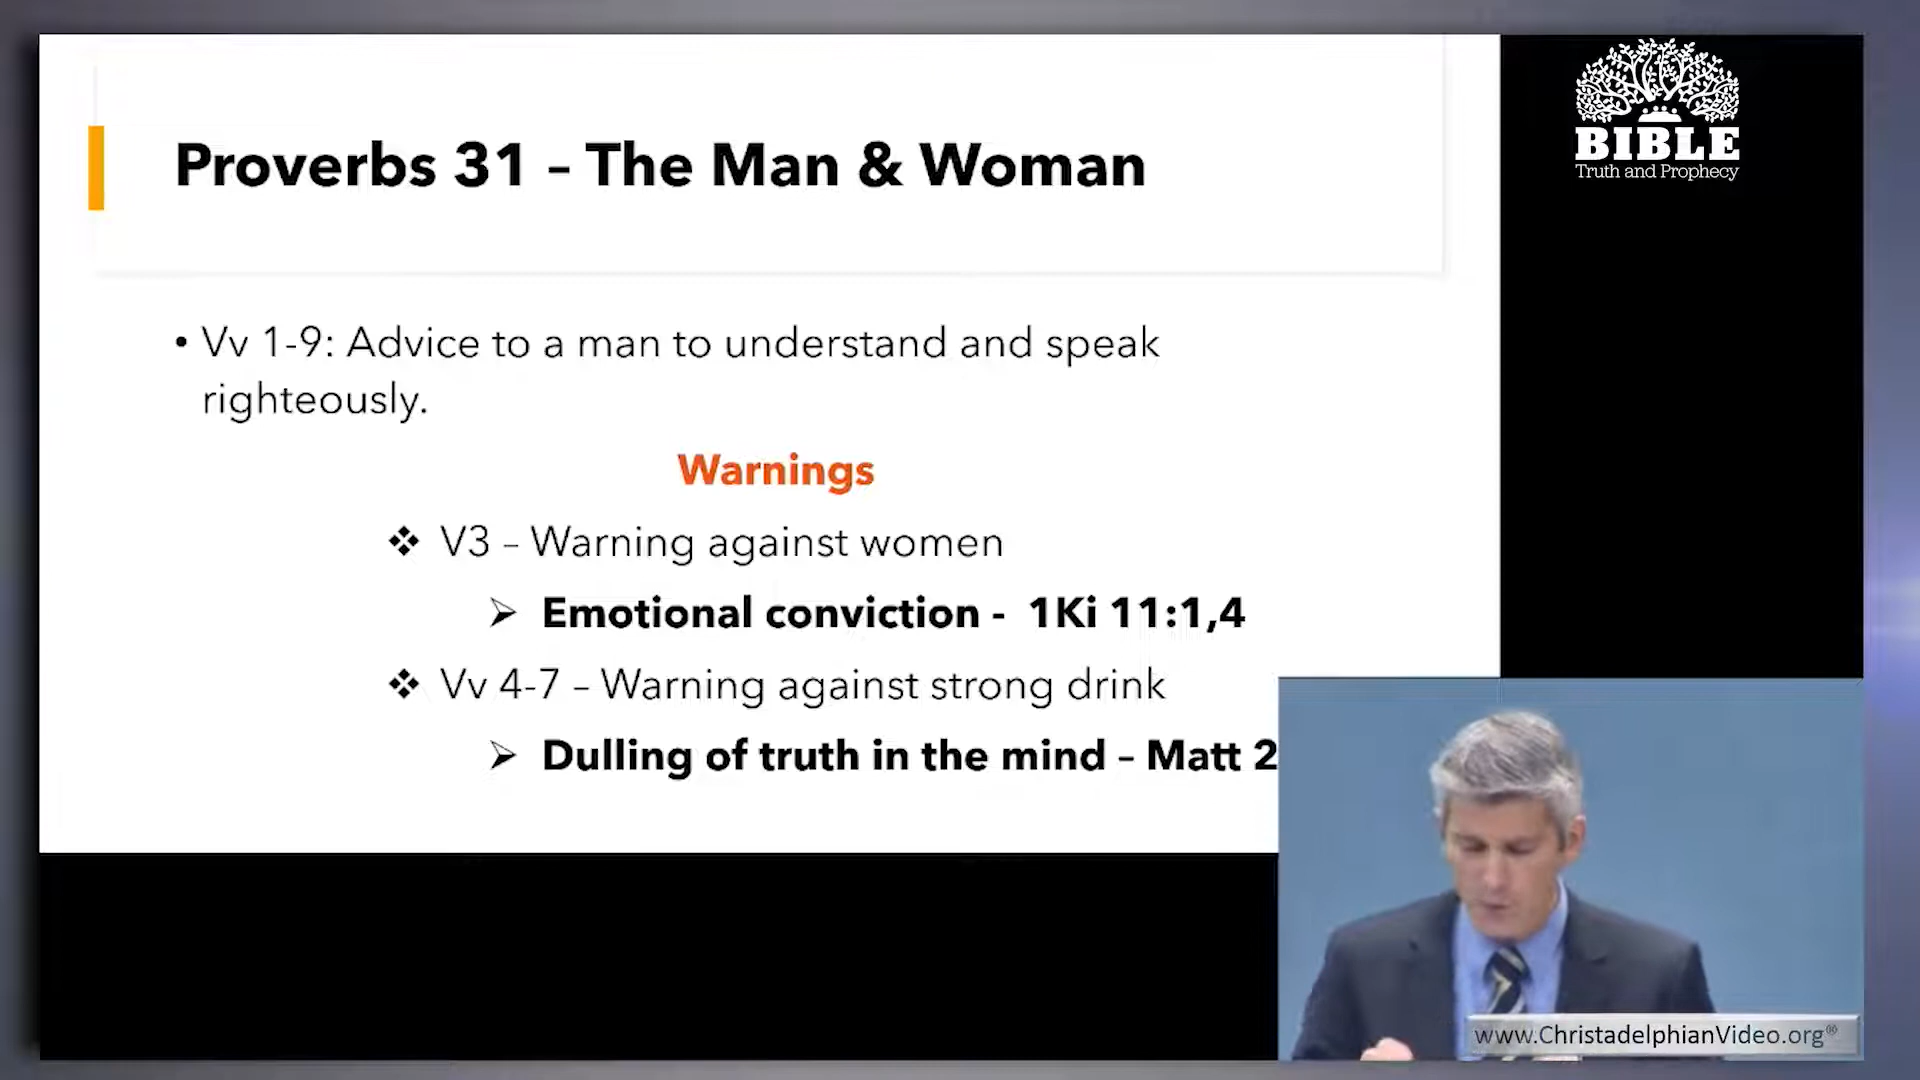 Proverbs 31 – The Man & Woman
• Vv 1-9: Advice to a man to understand and speak
righteously.
Warnings
❖ V3 – Warning against women
➢ Emotional conviction - 1Ki 11:1,4
❖ Vv 4-7 – Warning against strong drink
➢ Dulling of truth in the mind – Matt 2
BIBLE
Truth and Prophecy
www.ChristadelphianVideo.org®